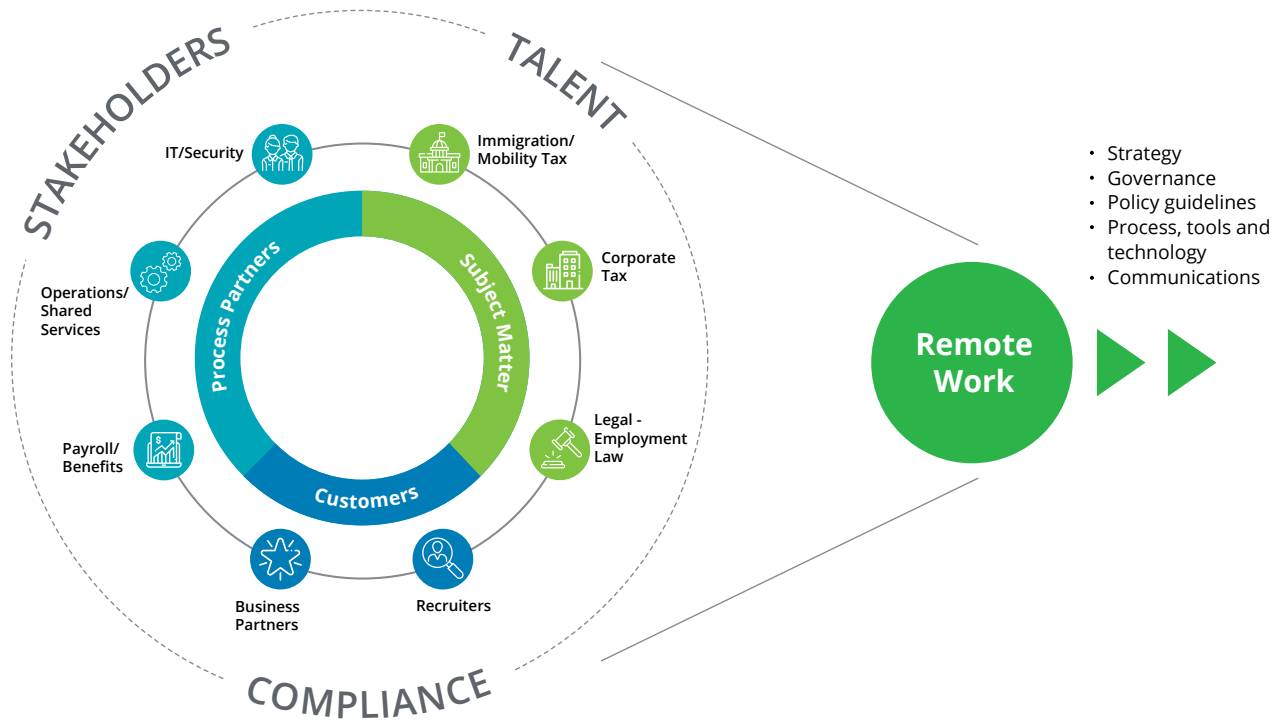 STAKEHOLDERS
TALENT
IT/Security
Immigration/
Mobility Tax
Operations/
Shared
Services
Corporate
Tax
Process Partners
Subject Matter
Payroll/
Benefits
Legal -
Employment
Law
Customers
Business
Partners
Recruiters
COMPLIANCE
Remote
Work
• Strategy
• Governance
• Policy guidelines
• Process, tools and
technology
• Communications
$